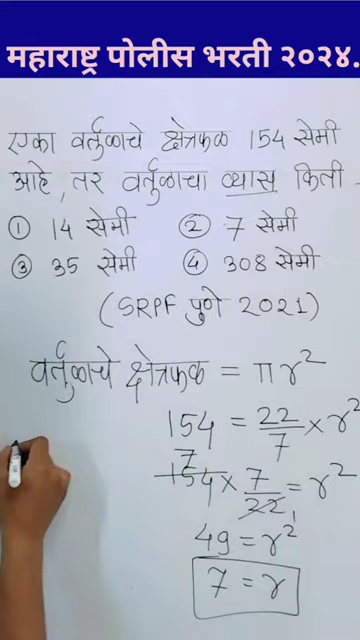 महाराष्ट्र पोलीस भरती २०२४.
एका वर्तुळाचे क्षेत्रफळ 154 सेमी
आहे, तर वर्तुळाचा व्यास किती
① 14 सेमी ② 7 सेमी
③ 35 सेमी ④ 308 सेमी
(SRPF पुणे 2021)
वर्तुळाचे क्षेत्रफळ = πr²
154 = 22/7 × r²
7
154 × 7/22 = r²
1
49 = r²
7 = r